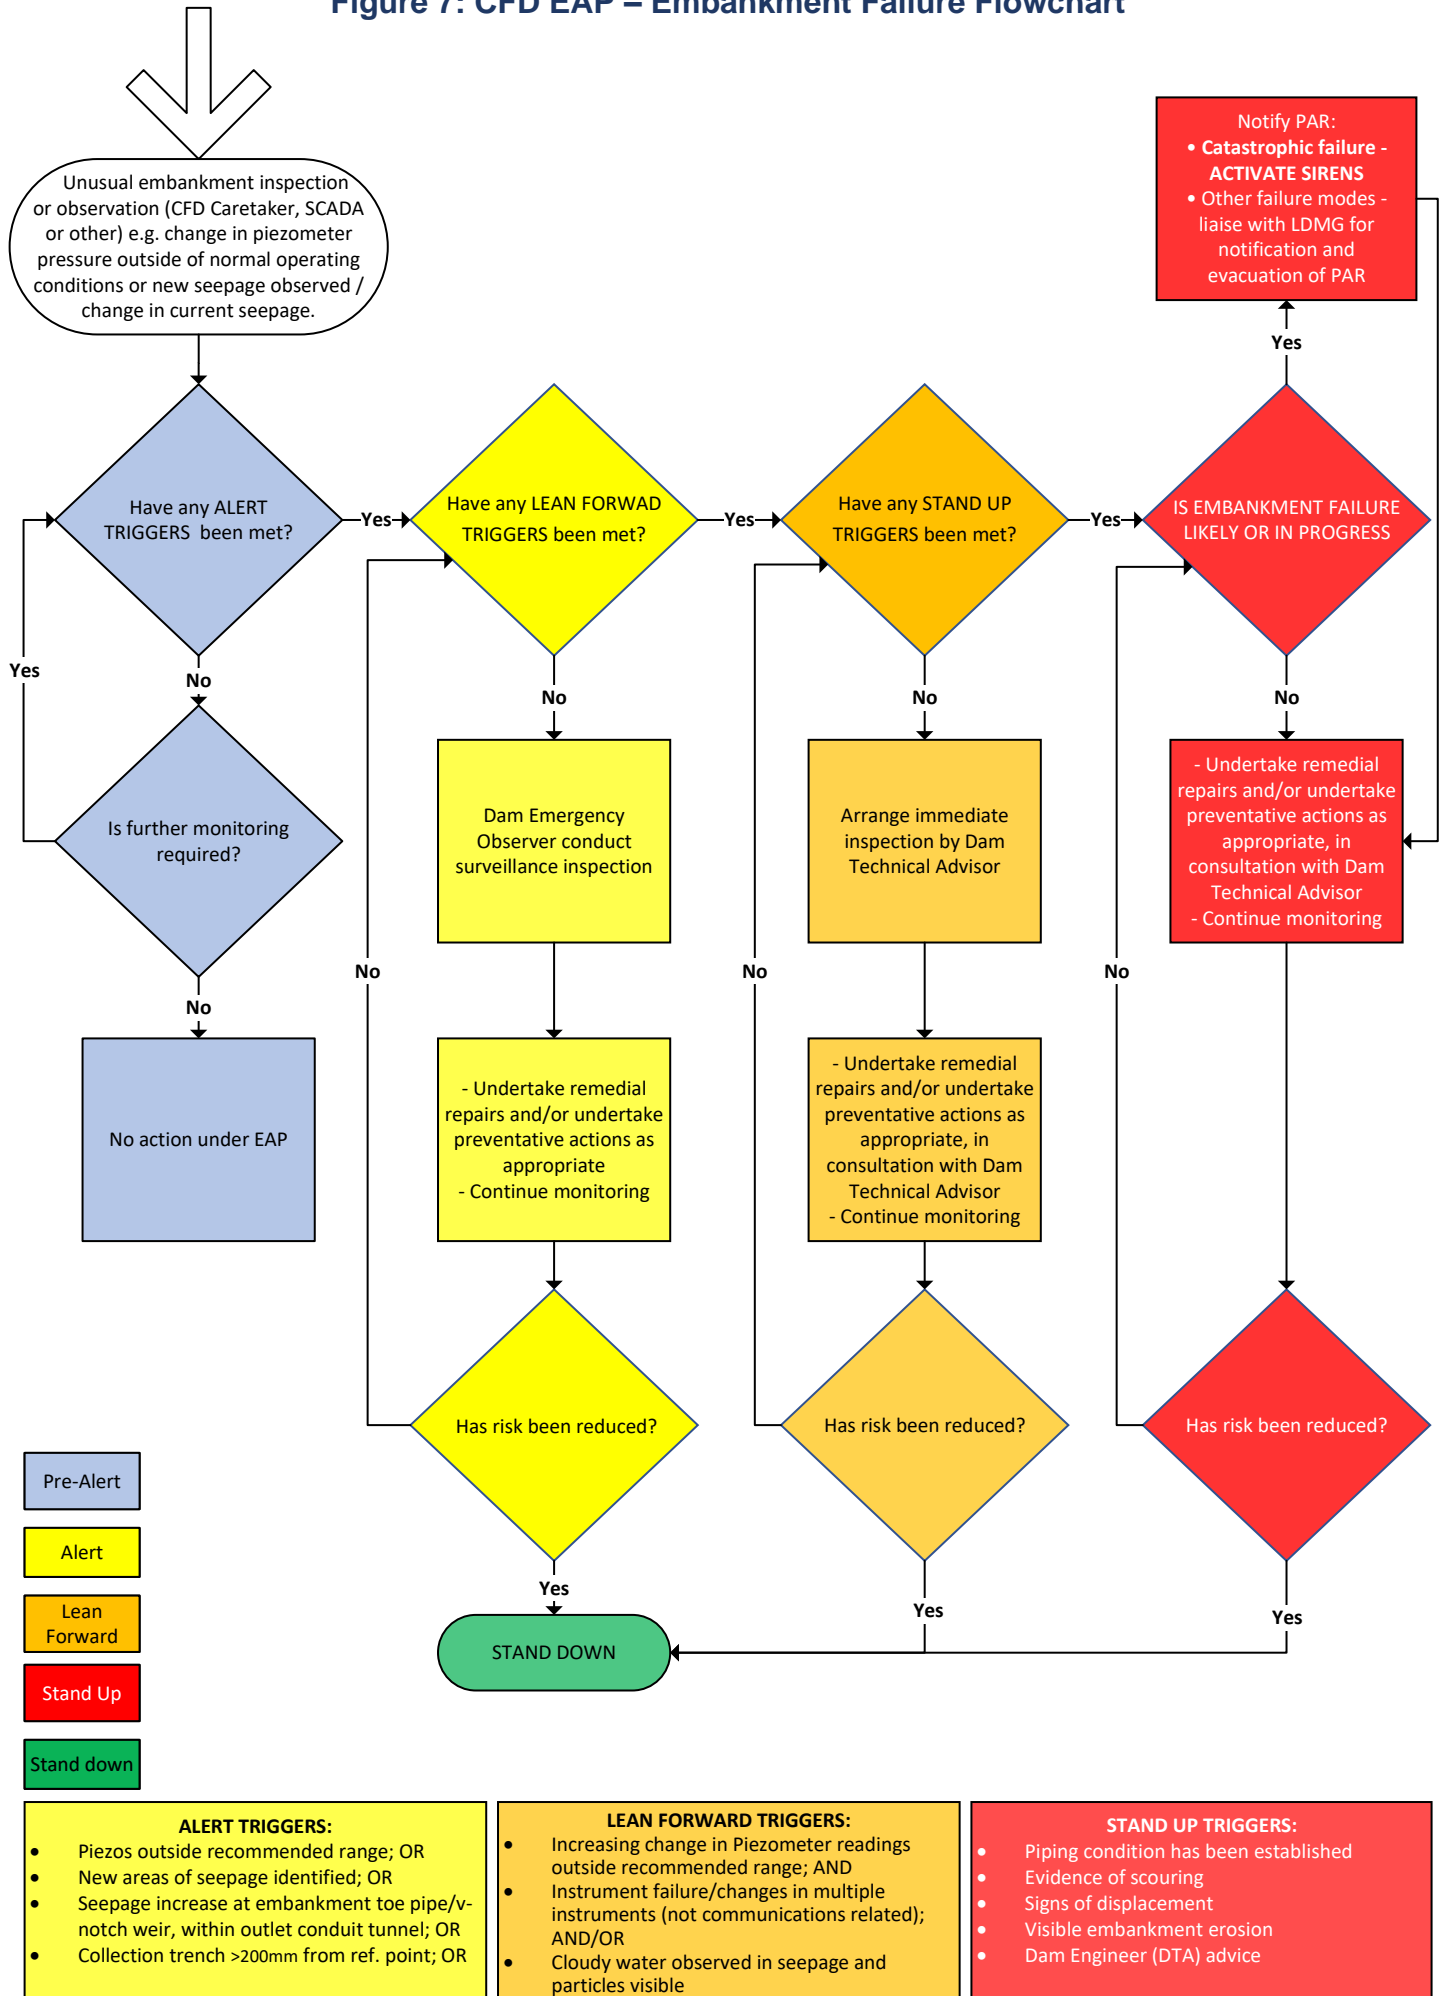 Figure 7: CFD EAP – Embankment Failure Flowchart
Unusual embankment inspection
or observation (CFD Caretaker, SCADA
or other) e.g. change in piezometer
pressure outside of normal operating
conditions or new seepage observed /
change in current seepage.
Notify PAR:
• Catastrophic failure -
ACTIVATE SIRENS
• Other failure modes -
liaise with LDMG for
notification and
evacuation of PAR
Yes
Have any ALERT
TRIGGERS been met?
Yes
Have any LEAN FORWAD
TRIGGERS been met?
Yes
Have any STAND UP
TRIGGERS been met?
Yes
IS EMBANKMENT FAILURE
LIKELY OR IN PROGRESS
Yes
No
No
No
No
Is further monitoring
required?
Dam Emergency
Observer conduct
surveillance inspection
Arrange immediate
inspection by Dam
Technical Advisor
- Undertake remedial
repairs and/or undertake
preventative actions as
appropriate, in
consultation with Dam
Technical Advisor
- Continue monitoring
No
No
No
No
No action under EAP
- Undertake remedial
repairs and/or undertake
preventative actions as
appropriate
- Continue monitoring
- Undertake remedial
repairs and/or undertake
preventative actions as
appropriate, in
consultation with Dam
Technical Advisor
- Continue monitoring
Has risk been reduced?
Has risk been reduced?
Has risk been reduced?
Yes
Yes
Yes
STAND DOWN
Pre-Alert
Alert
Lean
Forward
Stand Up
Stand down
ALERT TRIGGERS:
• Piezos outside recommended range; OR
• New areas of seepage identified; OR
• Seepage increase at embankment toe pipe/v-
notch weir, within outlet conduit tunnel; OR
• Collection trench >200mm from ref. point; OR
LEAN FORWARD TRIGGERS:
• Increasing change in Piezometer readings
outside recommended range; AND
• Instrument failure/changes in multiple
instruments (not communications related);
AND/OR
• Cloudy water observed in seepage and
particles visible
STAND UP TRIGGERS:
• Piping condition has been established
• Evidence of scouring
• Signs of displacement
• Visible embankment erosion
• Dam Engineer (DTA) advice